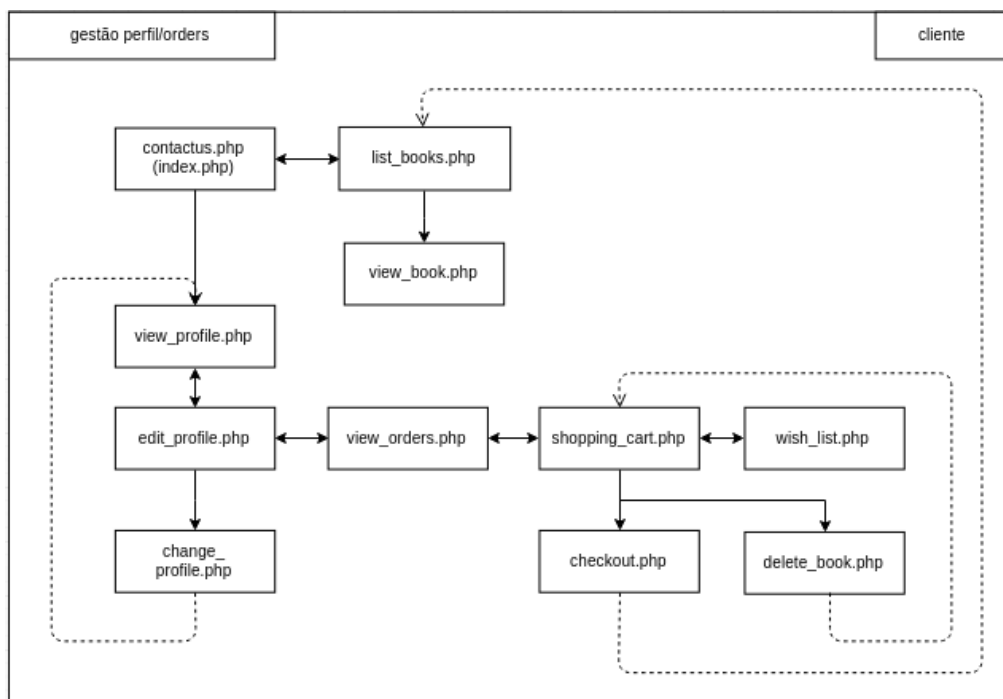 gestão perfil/orders
cliente
contactus.php
(index.php)
list_books.php
view_book.php
view_profile.php
edit_profile.php
view_orders.php
shopping_cart.php
wish_list.php
change_
profile.php
checkout.php
delete_book.php